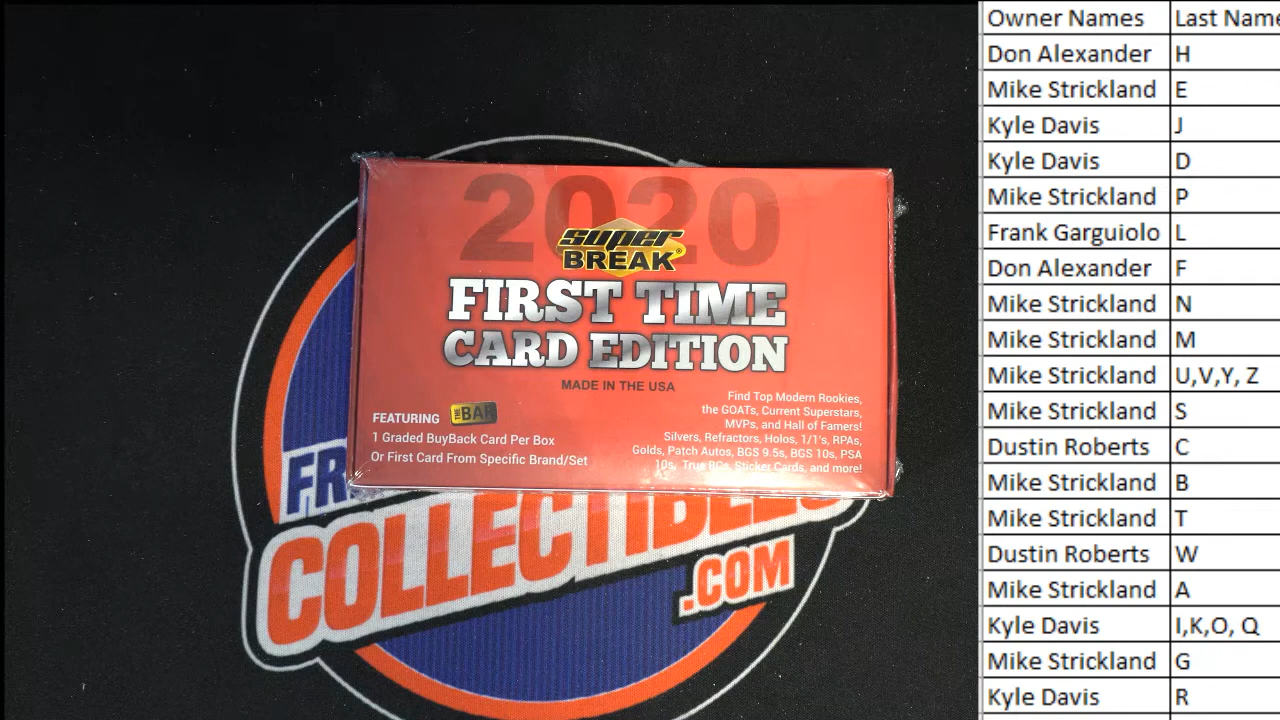 2020
super
BREAK
FIRST TIME
CARD EDITION
MADE IN THE USA
FEATURING THE BAR
1 Graded BuyBack Card Per Box
Or First Card From Specific Brand/Set
Find Top Modern Rookies,
the GOATs, Current Superstars,
MVPs, and Hall of Famers!
Silvers, Refractors, Holos, 1/1's, RPAs,
Golds, Patch Autos, BGS 9.5s, BGS 10s, PSA
10s, True RCs, Sticker Cards, and more!
FR
COLLECTIBLES
.COM
Owner Names Last Name
Don Alexander H
Mike Strickland E
Kyle Davis J
Kyle Davis D
Mike Strickland P
Frank Garguiolo L
Don Alexander F
Mike Strickland N
Mike Strickland M
Mike Strickland U,V,Y, Z
Mike Strickland S
Dustin Roberts C
Mike Strickland B
Mike Strickland T
Dustin Roberts W
Mike Strickland A
Kyle Davis I,K,O, Q
Mike Strickland G
Kyle Davis R